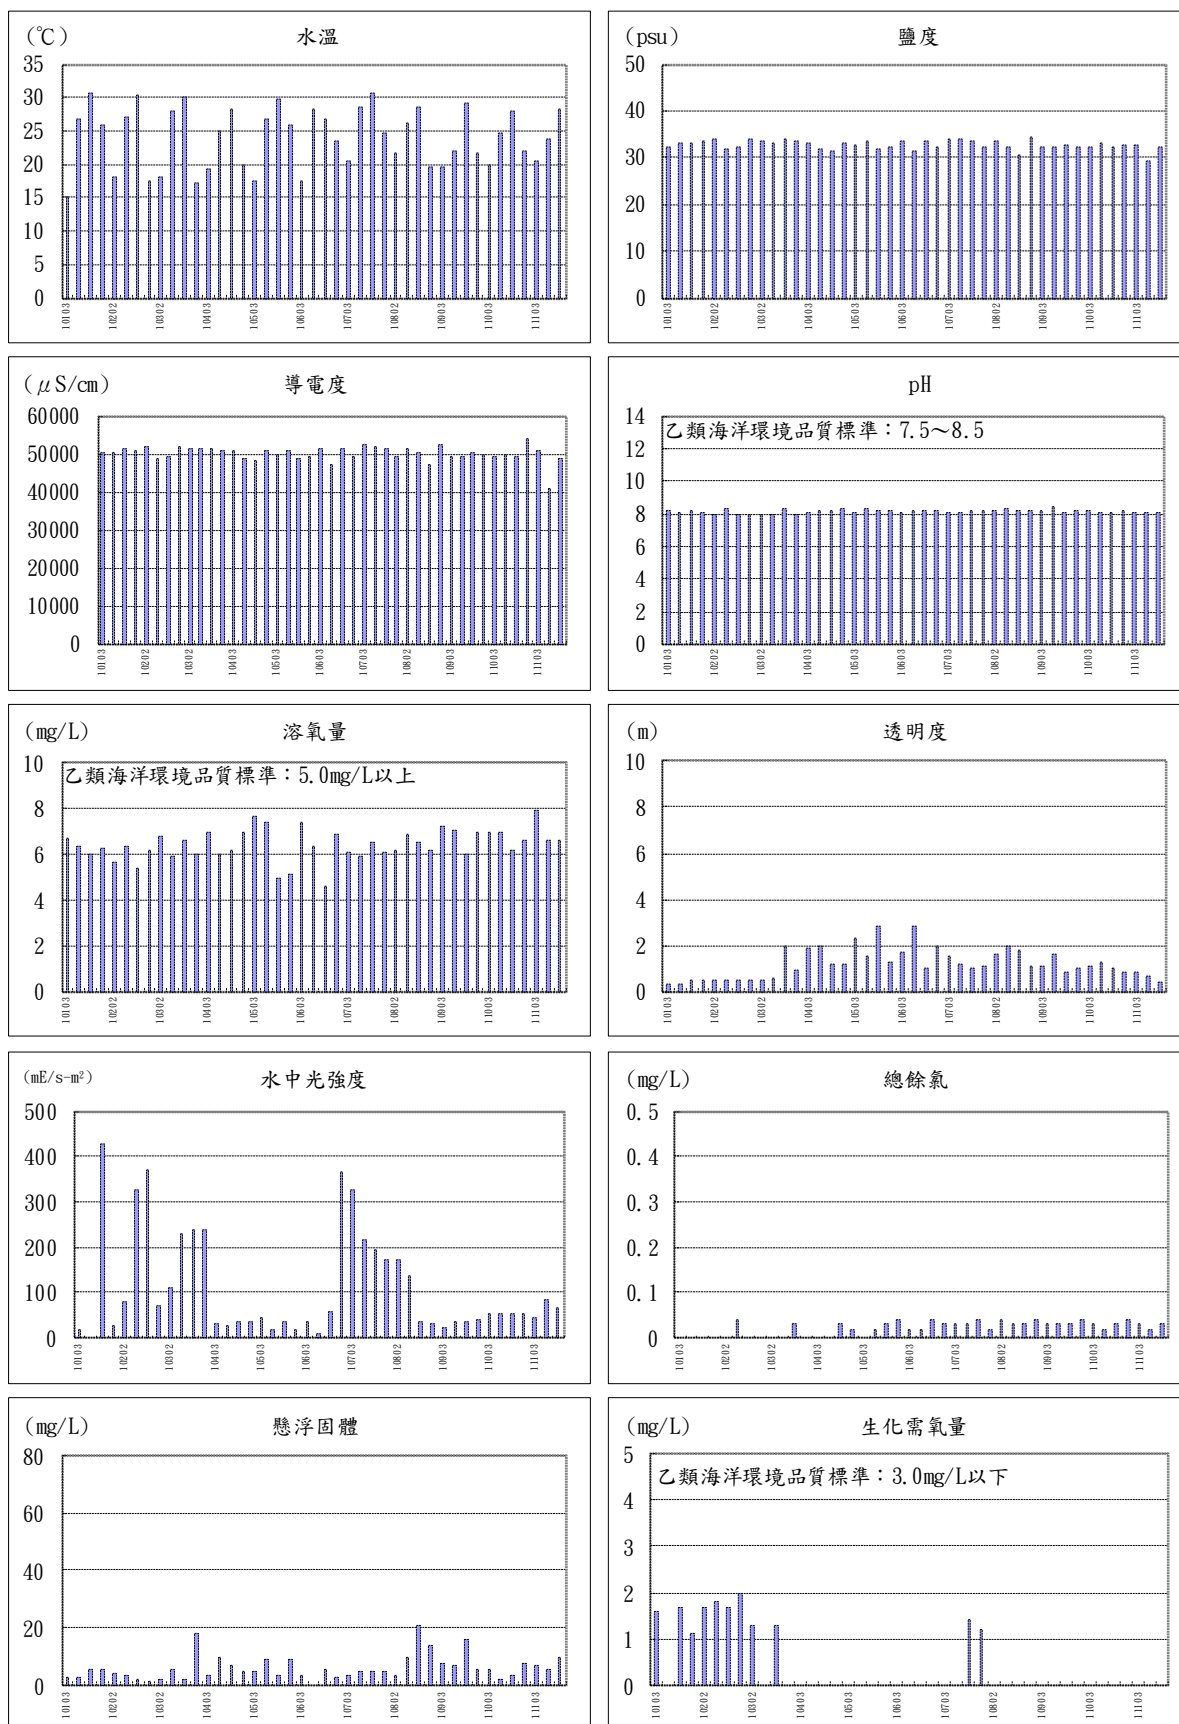 (℃) 水溫
35
30
25
20
15
10
5
0
10103 10202 10302 10403 10503 10603 10703 10802 10903 11003 11103
(psu) 鹽度
50
40
30
20
10
0
10103 10202 10302 10403 10503 10603 10703 10802 10903 11003 11103
(μS/cm) 導電度
60000
50000
40000
30000
20000
10000
0
10103 10202 10302 10403 10503 10603 10703 10802 10903 11003 11103
pH
乙類海洋環境品質標準：7.5～8.5
14
12
10
8
6
4
2
0
10103 10202 10302 10403 10503 10603 10703 10802 10903 11003 11103
(mg/L) 溶氧量
乙類海洋環境品質標準：5.0mg/L以上
10
8
6
4
2
0
10103 10202 10302 10403 10503 10603 10703 10802 10903 11003 11103
(m) 透明度
10
8
6
4
2
0
10103 10202 10302 10403 10503 10603 10703 10802 10903 11003 11103
(mE/s-m²) 水中光強度
500
400
300
200
100
0
10103 10202 10302 10403 10503 10603 10703 10802 10903 11003 11103
(mg/L) 總餘氯
0.5
0.4
0.3
0.2
0.1
0
10103 10202 10302 10403 10503 10603 10703 10802 10903 11003 11103
(mg/L) 懸浮固體
80
60
40
20
0
10103 10202 10302 10403 10503 10603 10703 10802 10903 11003 11103
(mg/L) 生化需氧量
乙類海洋環境品質標準：3.0mg/L以下
5
4
3
2
1
0
10103 10202 10302 10403 10503 10603 10703 10802 10903 11003 11103